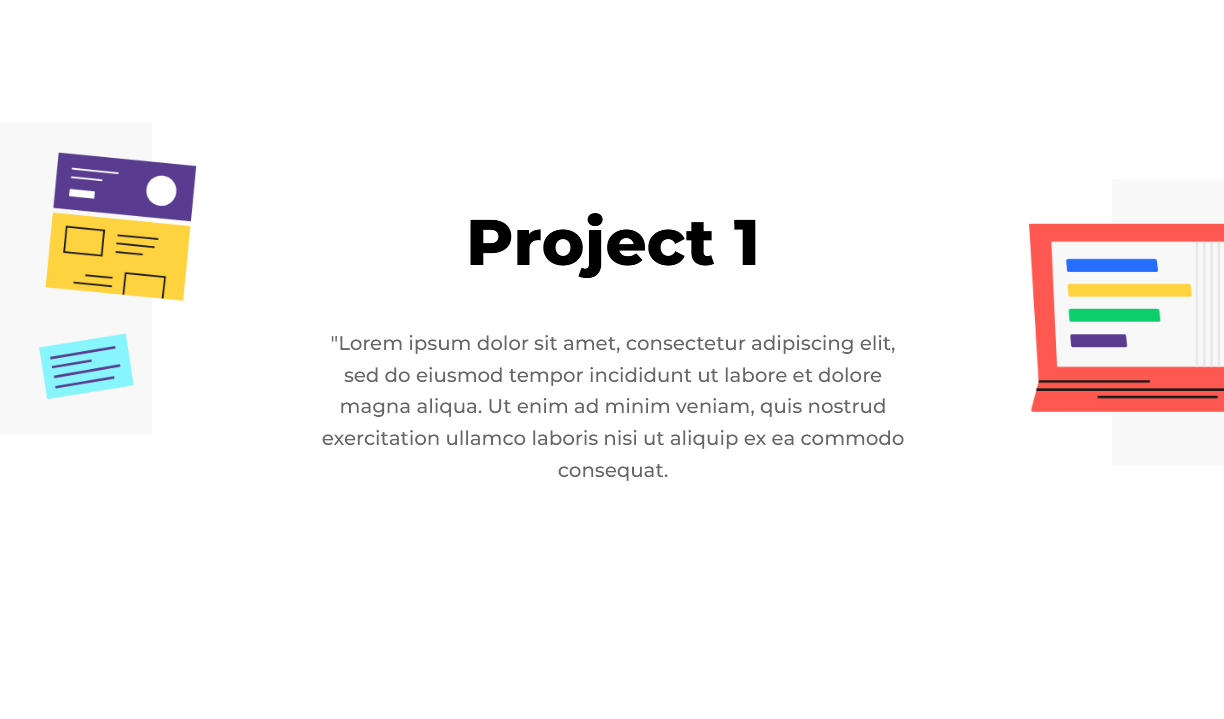 Project 1
"Lorem ipsum dolor sit amet, consectetur adipiscing elit,
sed do eiusmod tempor incididunt ut labore et dolore
magna aliqua. Ut enim ad minim veniam, quis nostrud
exercitation ullamco laboris nisi ut aliquip ex ea commodo
consequat.